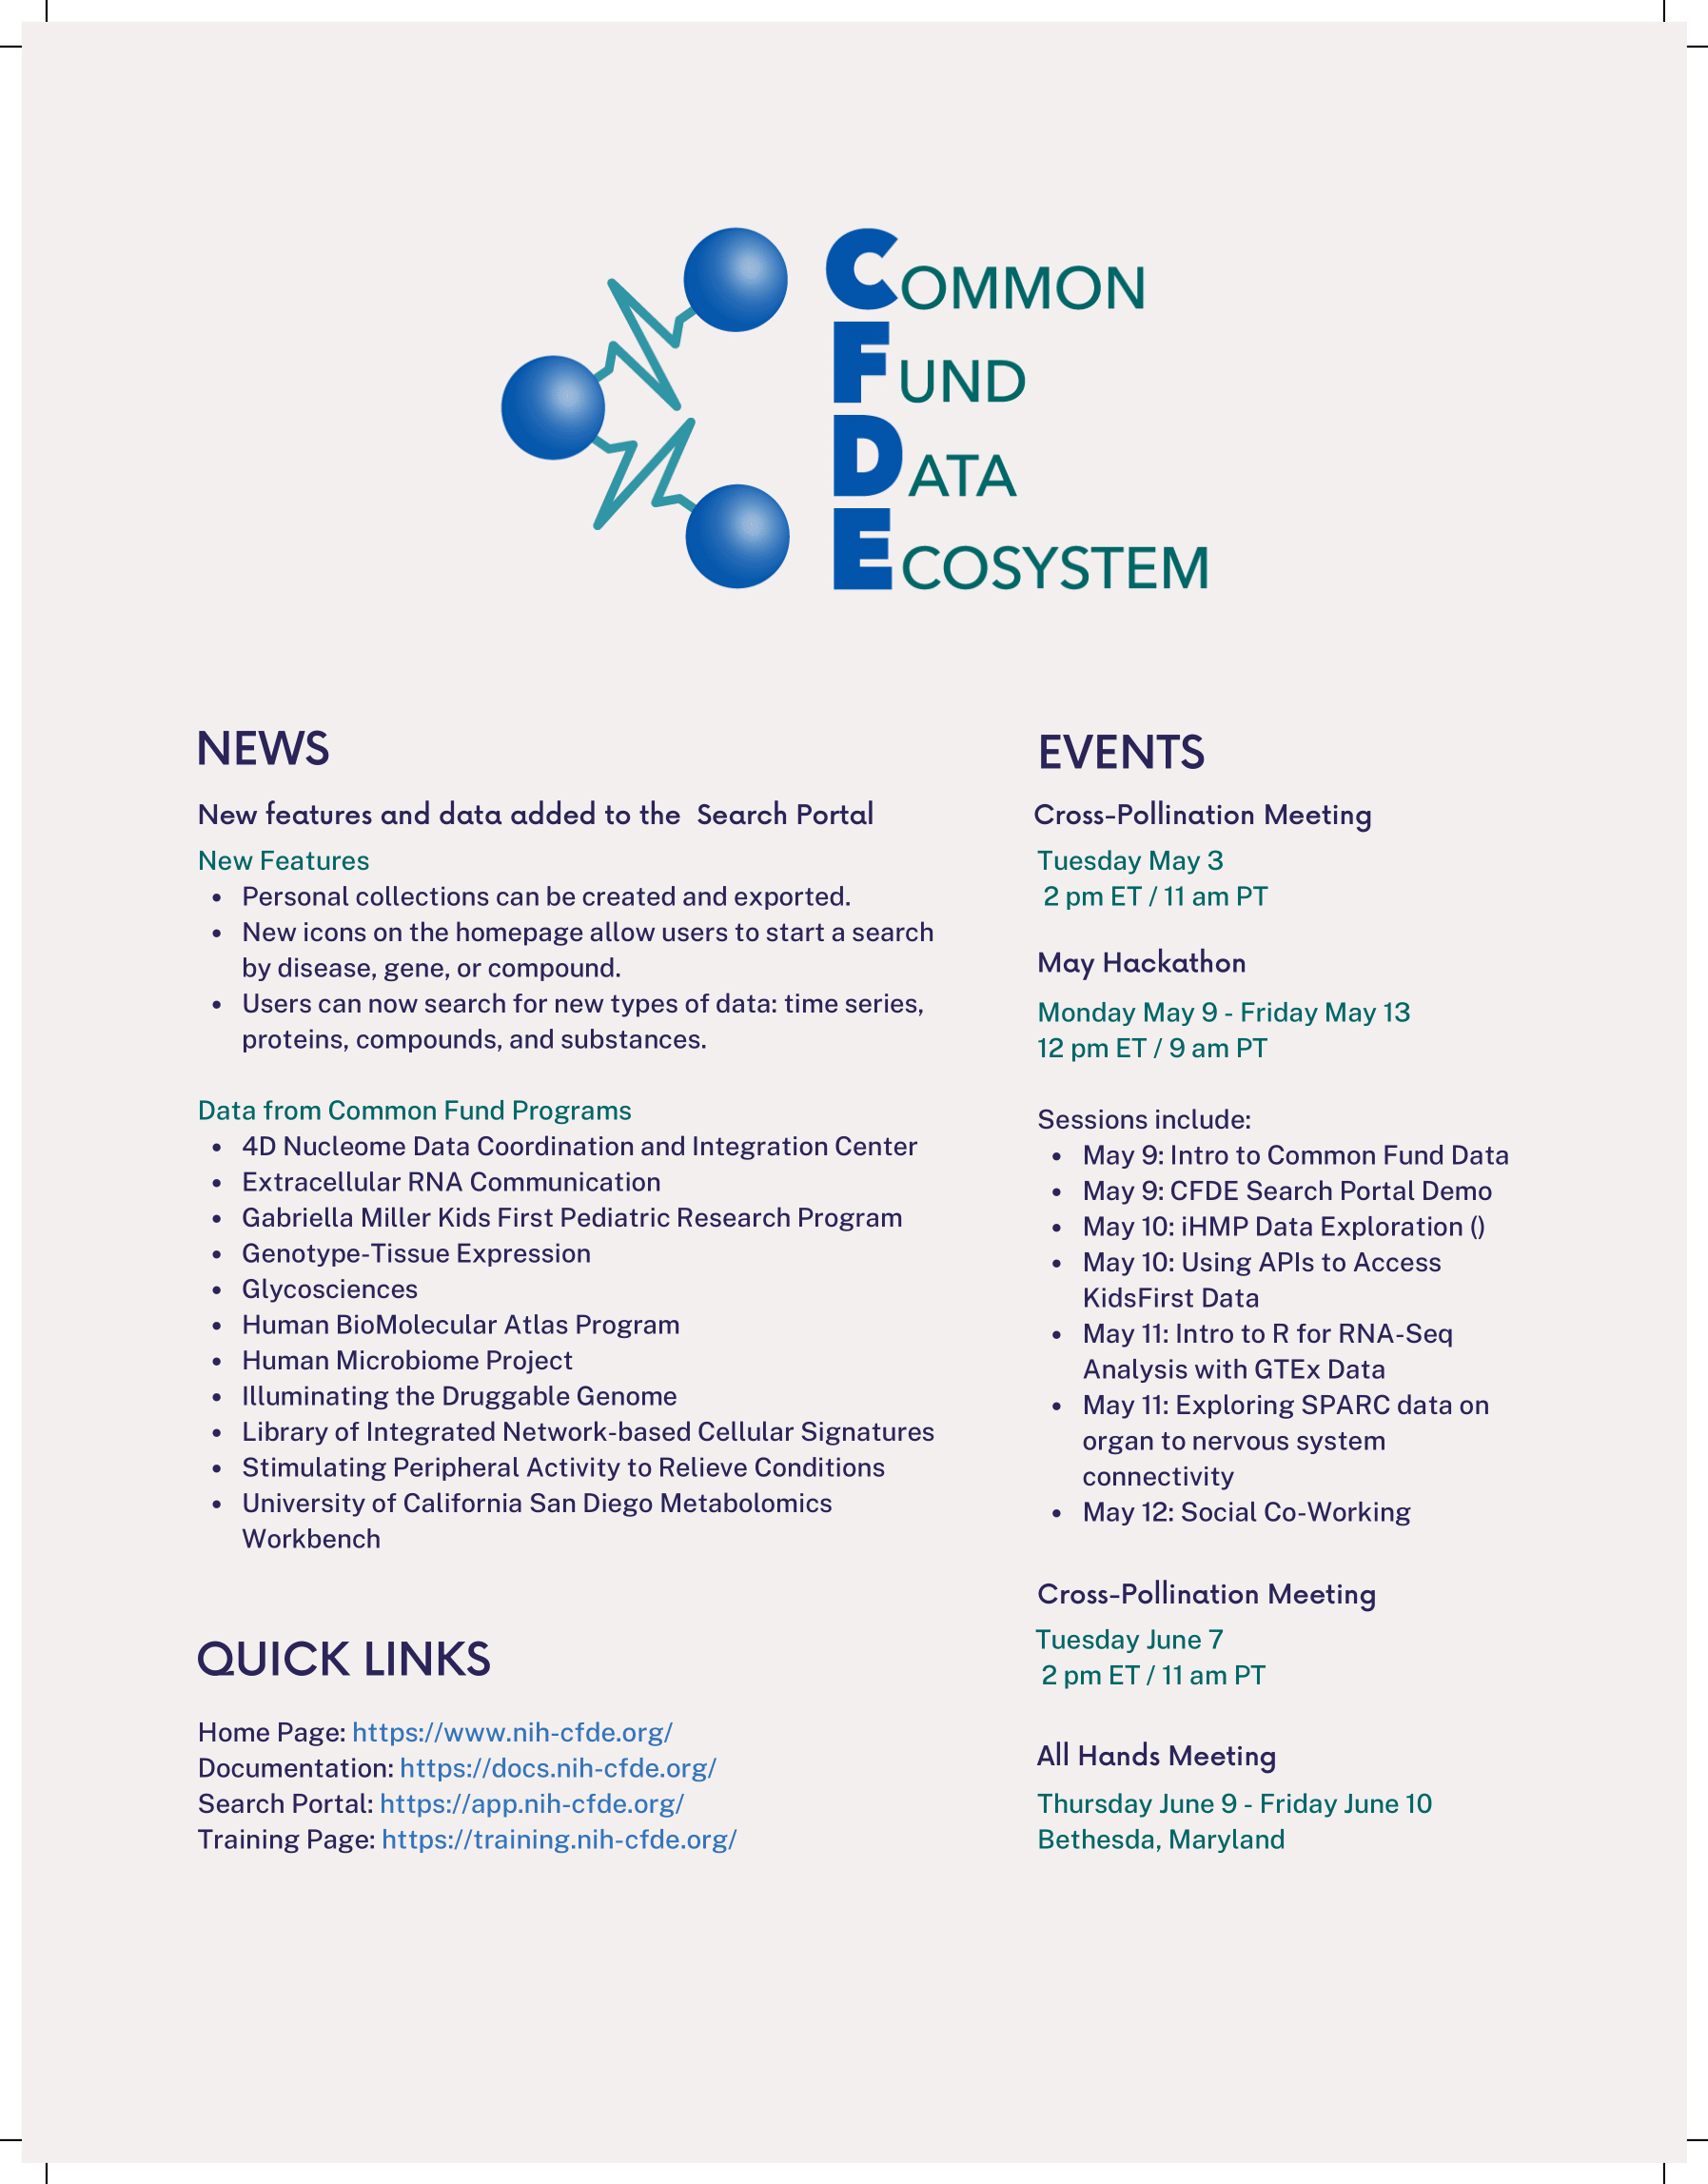 COMMON
FUND
DATA
ECOSYSTEM
NEWS
New features and data added to the  Search Portal
New Features
• Personal collections can be created and exported.
• New icons on the homepage allow users to start a search
by disease, gene, or compound.
• Users can now search for new types of data: time series,
proteins, compounds, and substances.
Data from Common Fund Programs
• 4D Nucleome Data Coordination and Integration Center
• Extracellular RNA Communication
• Gabriella Miller Kids First Pediatric Research Program
• Genotype-Tissue Expression
• Glycosciences
• Human BioMolecular Atlas Program
• Human Microbiome Project
• Illuminating the Druggable Genome
• Library of Integrated Network-based Cellular Signatures
• Stimulating Peripheral Activity to Relieve Conditions
• University of California San Diego Metabolomics
Workbench
QUICK LINKS
Home Page: https://www.nih-cfde.org/
Documentation: https://docs.nih-cfde.org/
Search Portal: https://app.nih-cfde.org/
Training Page: https://training.nih-cfde.org/
EVENTS
Cross-Pollination Meeting
Tuesday May 3
2 pm ET / 11 am PT
May Hackathon
Monday May 9 - Friday May 13
12 pm ET / 9 am PT
Sessions include:
• May 9: Intro to Common Fund Data
• May 9: CFDE Search Portal Demo
• May 10: iHMP Data Exploration ()
• May 10: Using APIs to Access
KidsFirst Data
• May 11: Intro to R for RNA-Seq
Analysis with GTEx Data
• May 11: Exploring SPARC data on
organ to nervous system
connectivity
• May 12: Social Co-Working
Cross-Pollination Meeting
Tuesday June 7
2 pm ET / 11 am PT
All Hands Meeting
Thursday June 9 - Friday June 10
Bethesda, Maryland